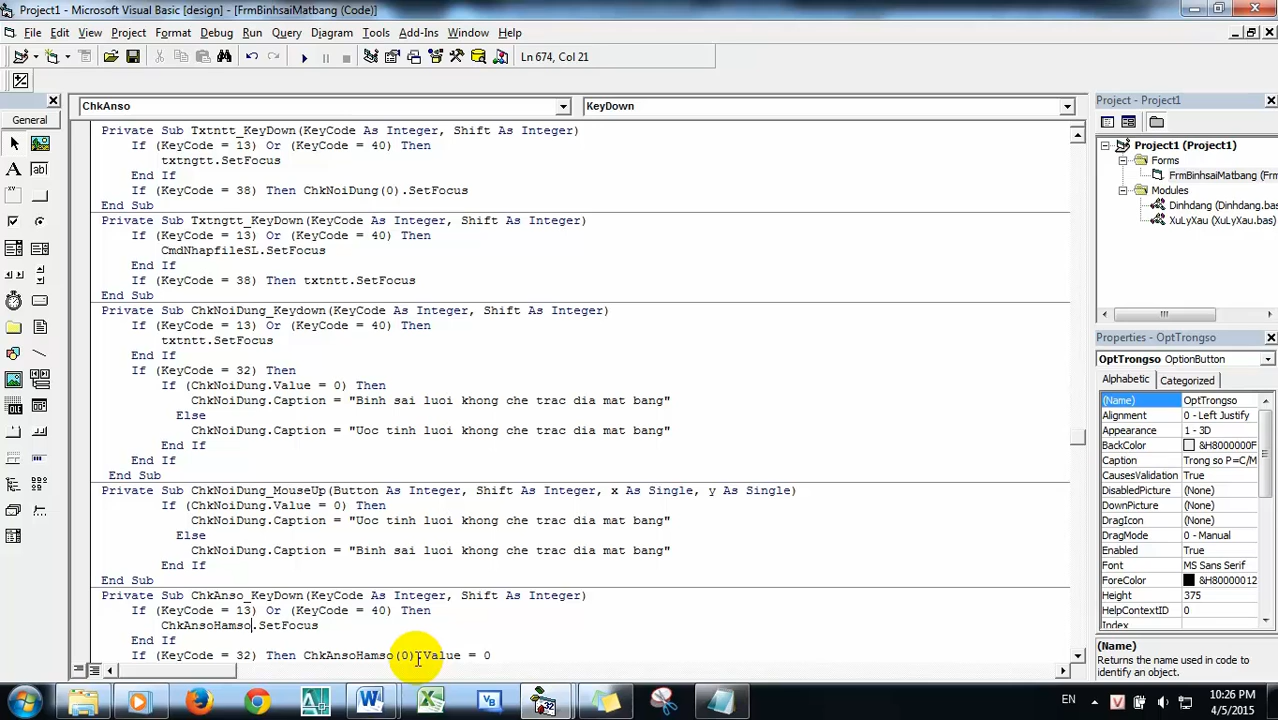 Project1 - Microsoft Visual Basic [design] - [FrmBinhsaiMatbang (Code)]
File Edit View Project Format Debug Run Query Diagram Tools Add-Ins Window Help
Ln 674, Col 21
General
ChkAnso KeyDown
Private Sub Txtntt_KeyDown(KeyCode As Integer, Shift As Integer)
If (KeyCode = 13) Or (KeyCode = 40) Then
txtngtt.SetFocus
End If
If (KeyCode = 38) Then ChkNoiDung(0).SetFocus
End Sub
Private Sub Txtngtt_KeyDown(KeyCode As Integer, Shift As Integer)
If (KeyCode = 13) Or (KeyCode = 40) Then
CmdNhapfileSL.SetFocus
End If
If (KeyCode = 38) Then txtntt.SetFocus
End Sub
Private Sub ChkNoiDung_Keydown(KeyCode As Integer, Shift As Integer)
If (KeyCode = 13) Or (KeyCode = 40) Then
txtntt.SetFocus
End If
If (KeyCode = 32) Then
If (ChkNoiDung.Value = 0) Then
ChkNoiDung.Caption = "Binh sai luoi khong che trac dia mat bang"
Else
ChkNoiDung.Caption = "Uoc tinh luoi khong che trac dia mat bang"
End If
End If
End Sub
Private Sub ChkNoiDung_MouseUp(Button As Integer, Shift As Integer, x As Single, y As Single)
If (ChkNoiDung.Value = 0) Then
ChkNoiDung.Caption = "Uoc tinh luoi khong che trac dia mat bang"
Else
ChkNoiDung.Caption = "Binh sai luoi khong che trac dia mat bang"
End If
End Sub
Private Sub ChkAnso_KeyDown(KeyCode As Integer, Shift As Integer)
If (KeyCode = 13) Or (KeyCode = 40) Then
ChkAnsoHamso.SetFocus
End If
If (KeyCode = 32) Then ChkAnsoHamso(0).Value = 0
Project - Project1
Project1 (Project1)
Forms
FrmBinhsaiMatbang (Frm
Modules
Dinhdang (Dinhdang.bas
XuLyXau (XuLyXau.bas)
Properties - OptTrongso
OptTrongso OptionButton
Alphabetic Categorized
(Name) OptTrongso
Alignment 0 - Left Justify
Appearance 1 - 3D
BackColor &H8000000F
Caption Trong so P=C/M
CausesValidation True
DisabledPicture (None)
DownPicture (None)
DragIcon (None)
DragMode 0 - Manual
Enabled True
Font MS Sans Serif
ForeColor &H80000012
Height 375
HelpContextID 0
Index
(Name)
Returns the name used in code to identify an object.
EN
10:26 PM
4/5/2015